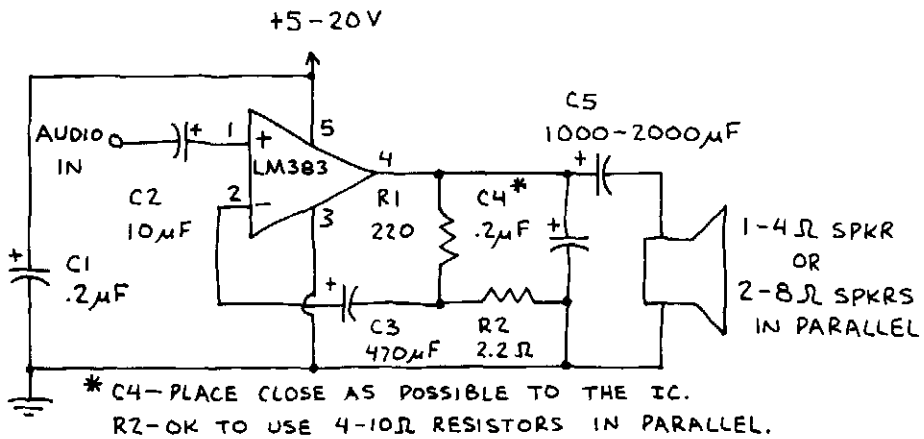 +5-20V
AUDIO
IN
C2
10µF
+
C1
.2µF
+
1
+
2
-
LM383
5
4
3
R1
220
C4*
.2µF
+
C5
1000-2000µF
+
C3
470µF
+
R2
2.2Ω
1-4Ω SPKR
OR
2-8Ω SPKRS
IN PARALLEL
* C4-PLACE CLOSE AS POSSIBLE TO THE IC.
R2-OK TO USE 4-10Ω RESISTORS IN PARALLEL.